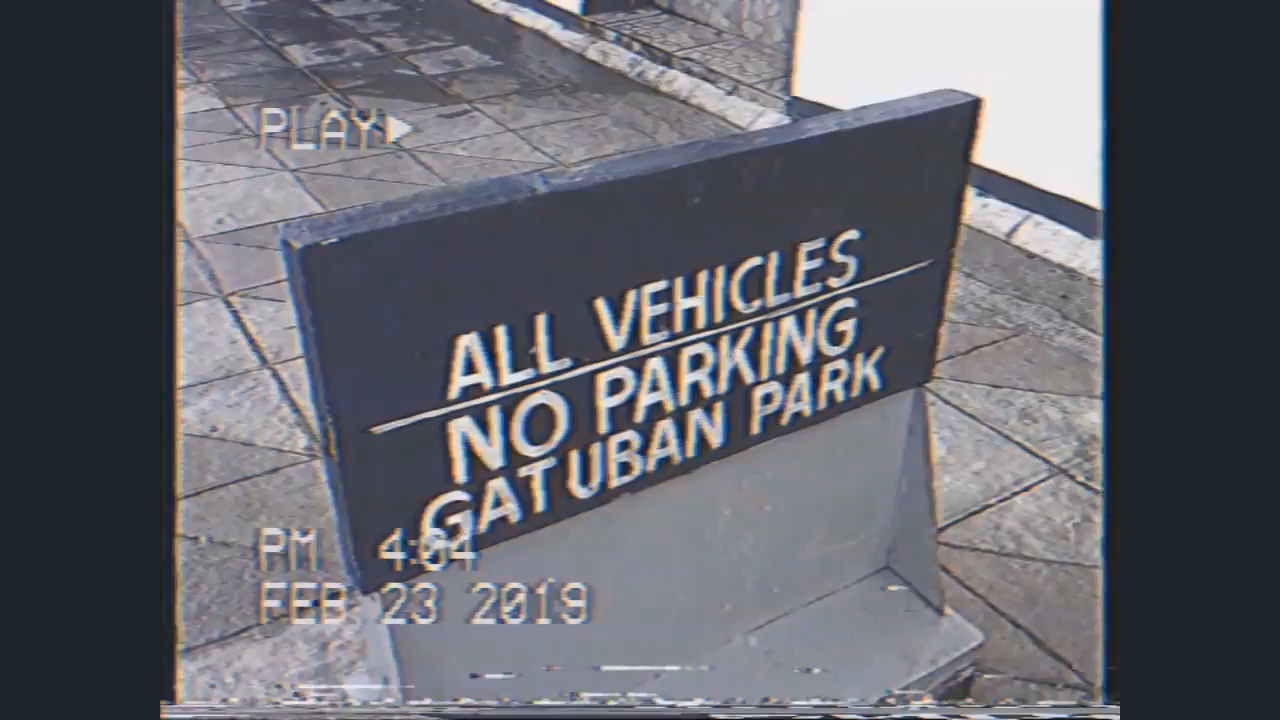 PLAY
ALL VEHICLES
NO PARKING
GATUBAN PARK
PM 4:04
FEB 23 2019